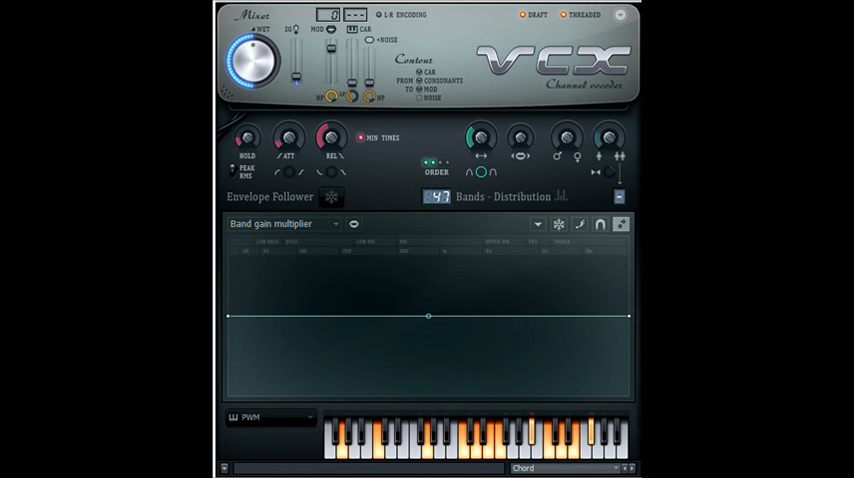 Mixer
0 --- L-R ENCODING
DRAFT THREADED
WET SG MOD CAR
+NOISE
Contour
CAR
FROM CONSONANTS
TO MOD
NOISE
HP LP HP
VCX
Channel vocoder
HOLD ATT REL MIN TIMES
PEAK
RMS
ORDER
Envelope Follower
47 Bands - Distribution
Band gain multiplier
PWM
Chord